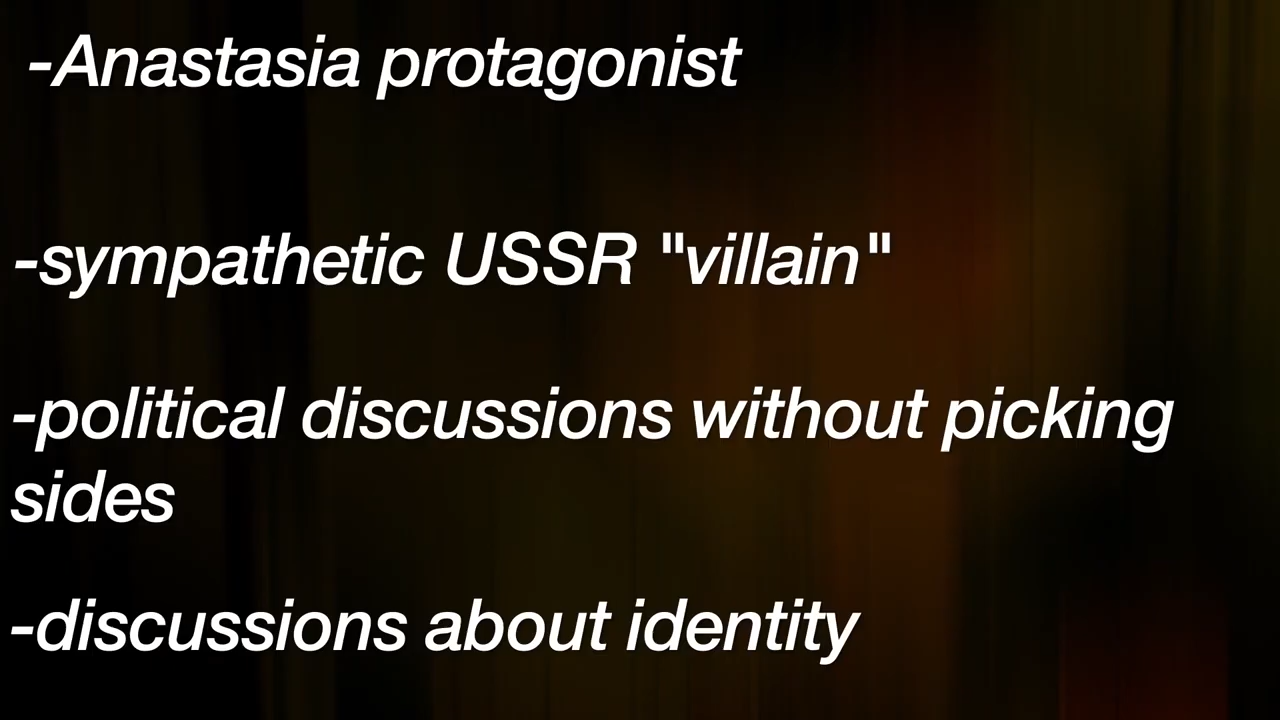 -Anastasia protagonist
-sympathetic USSR "villain"
-political discussions without picking
sides
-discussions about identity